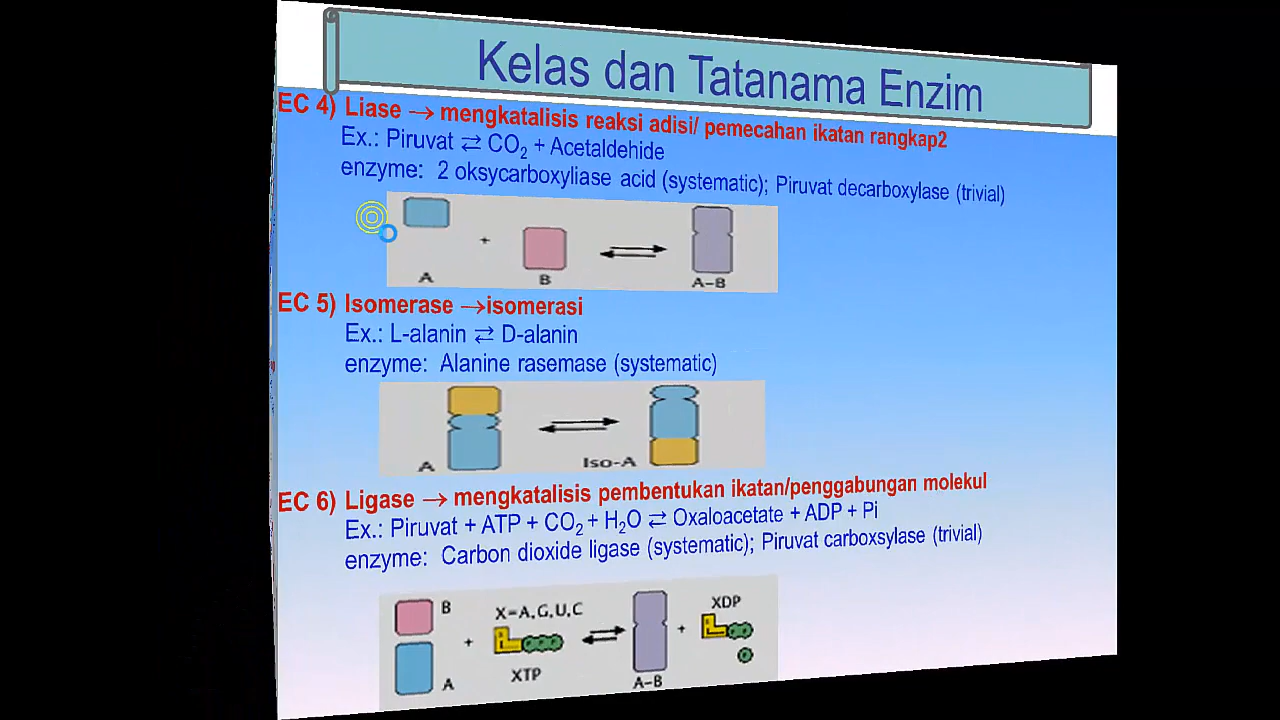 Kelas dan Tatanama Enzim
EC 4) Liase → mengkatalisis reaksi adisi/ pemecahan ikatan rangkap2
Ex.: Piruvat ⇄ CO₂ + Acetaldehide
enzyme: 2 oksycarboxyliase acid (systematic); Piruvat decarboxylase (trivial)
+
A B A–B
EC 5) Isomerase →isomerasi
Ex.: L-alanin ⇄ D-alanin
enzyme: Alanine rasemase (systematic)
A Iso–A
EC 6) Ligase → mengkatalisis pembentukan ikatan/penggabungan molekul
Ex.: Piruvat + ATP + CO₂ + H₂O ⇄ Oxaloacetate + ADP + Pi
enzyme: Carbon dioxide ligase (systematic); Piruvat carboxsylase (trivial)
B X=A,G,U,C XDP
+ +
A XTP A–B